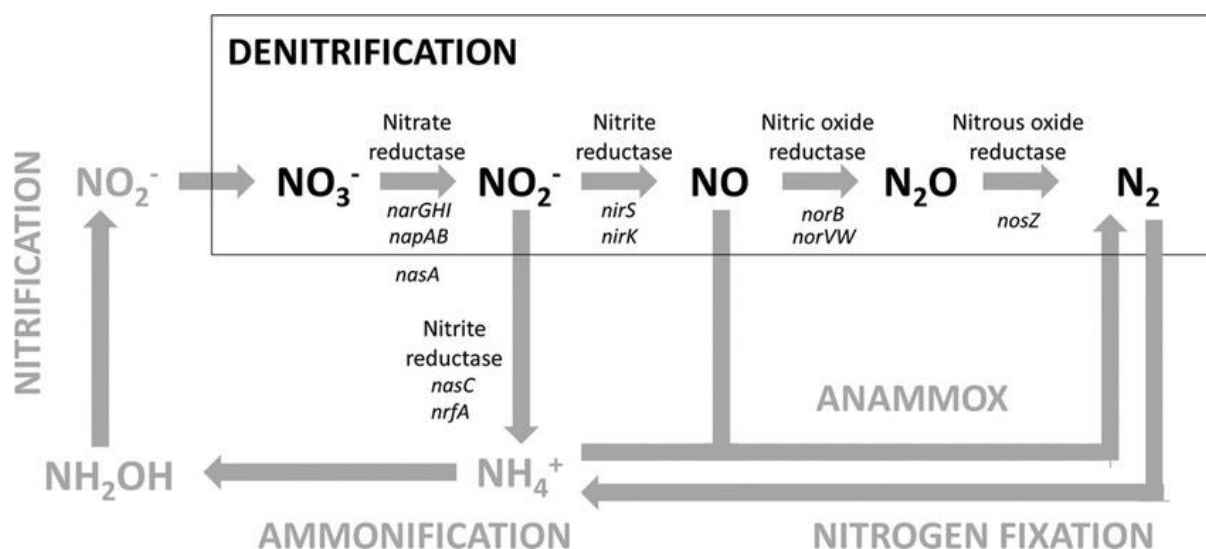 DENITRIFICATION
Nitrate
reductase
Nitrite
reductase
Nitric oxide
reductase
Nitrous oxide
reductase
NO₂⁻
NO₃⁻
NO₂⁻
NO
N₂O
N₂
narGHI
napAB
nirS
nirK
norB
norVW
nosZ
nasA
NITRIFICATION
Nitrite
reductase
nasC
nrfA
ANAMMOX
NH₂OH
NH₄⁺
AMMONIFICATION
NITROGEN FIXATION